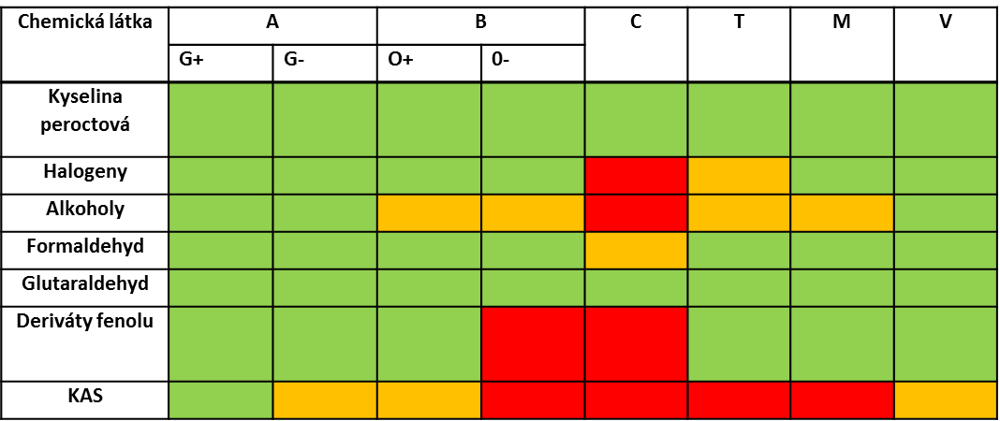 Chemická látka A B C T M V
G+ G- O+ 0-
Kyselina
peroctová
Halogeny
Alkoholy
Formaldehyd
Glutaraldehyd
Deriváty fenolu
KAS